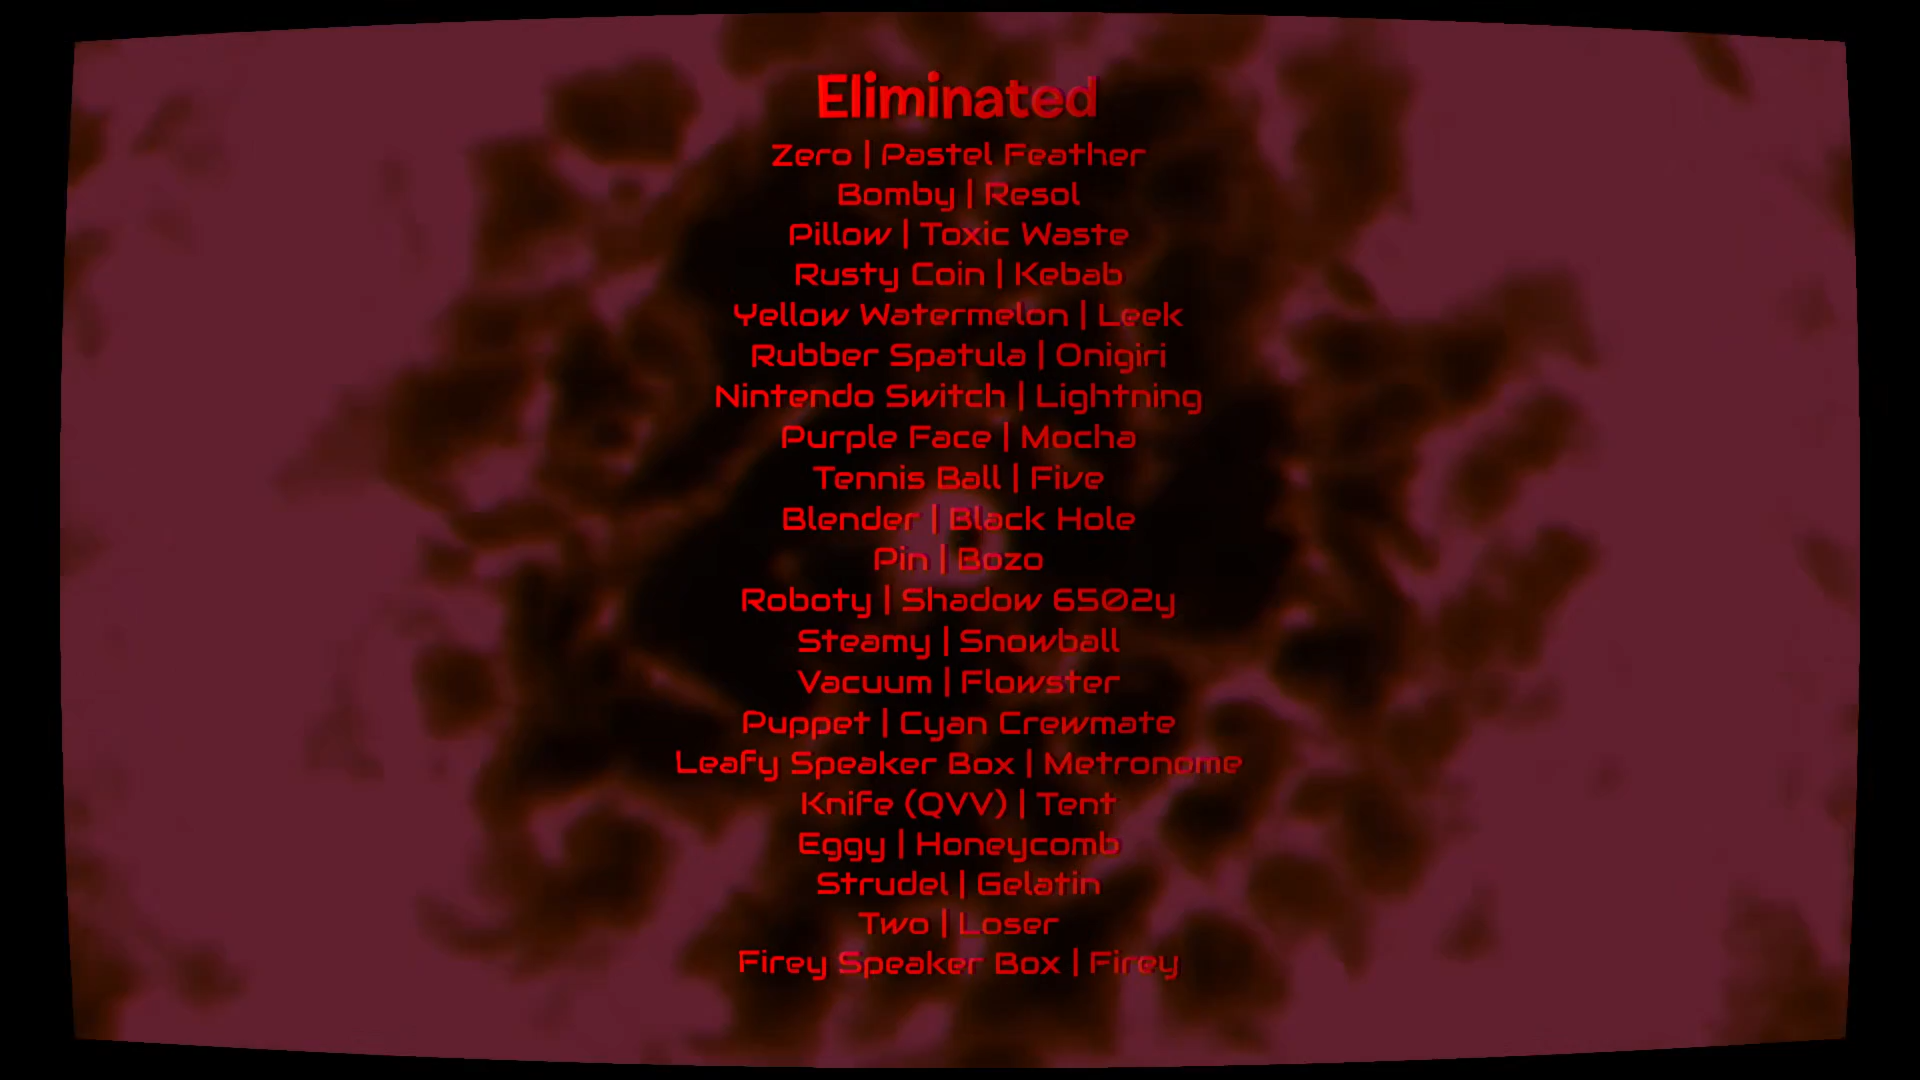 Eliminated
Zero | Pastel Feather
Bomby | Resol
Pillow | Toxic Waste
Rusty Coin | Kebab
Yellow Watermelon | Leek
Rubber Spatula | Onigiri
Nintendo Switch | Lightning
Purple Face | Mocha
Tennis Ball | Five
Blender | Black Hole
Pin | Bozo
Roboty | Shadow 6502y
Steamy | Snowball
Vacuum | Flowster
Puppet | Cyan Crewmate
Leafy Speaker Box | Metronome
Knife (QVV) | Tent
Eggy | Honeycomb
Strudel | Gelatin
Two | Loser
Firey Speaker Box | Firey